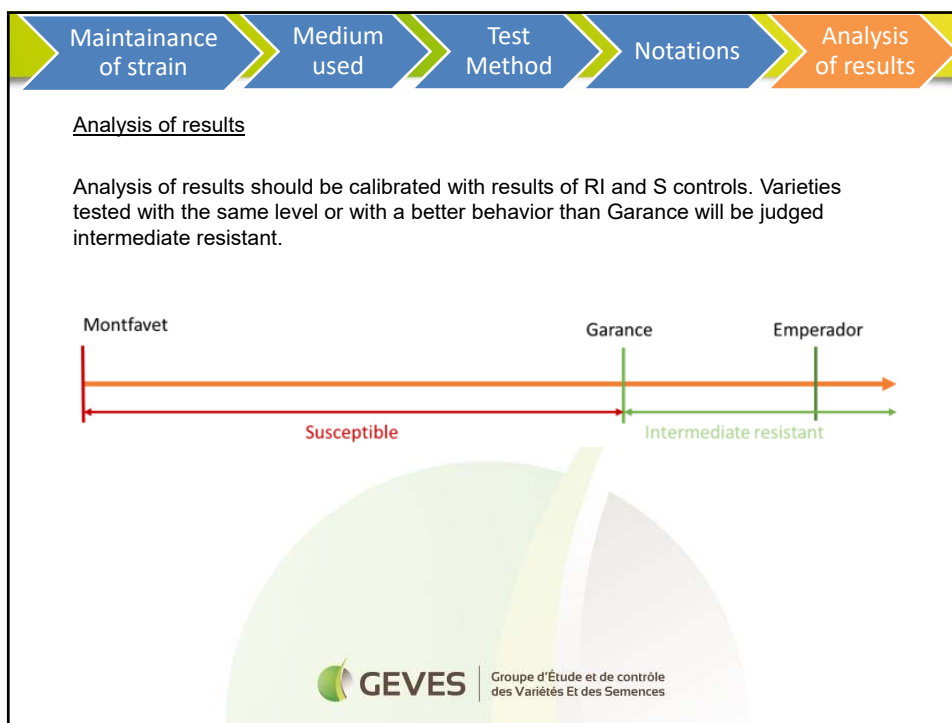 Maintainance
of strain
Medium
used
Test
Method
Notations
Analysis
of results
Analysis of results
Analysis of results should be calibrated with results of RI and S controls. Varieties
tested with the same level or with a better behavior than Garance will be judged
intermediate resistant.
Montfavet
Garance
Emperador
Susceptible
Intermediate resistant
GEVES
Groupe d'Étude et de contrôle
des Variétés Et des Semences